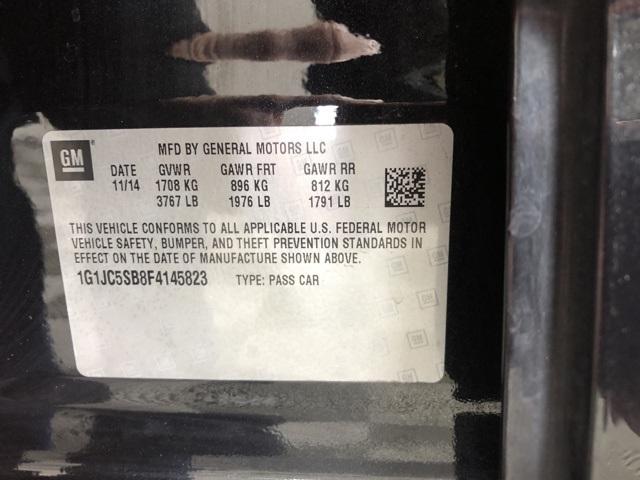 GM
MFD BY GENERAL MOTORS LLC
DATE GVWR GAWR FRT GAWR RR
11/14 1708 KG 896 KG 812 KG
3767 LB 1976 LB 1791 LB
THIS VEHICLE CONFORMS TO ALL APPLICABLE U.S. FEDERAL MOTOR
VEHICLE SAFETY, BUMPER, AND THEFT PREVENTION STANDARDS IN
EFFECT ON THE DATE OF MANUFACTURE SHOWN ABOVE.
1G1JC5SB8F4145823 TYPE: PASS CAR